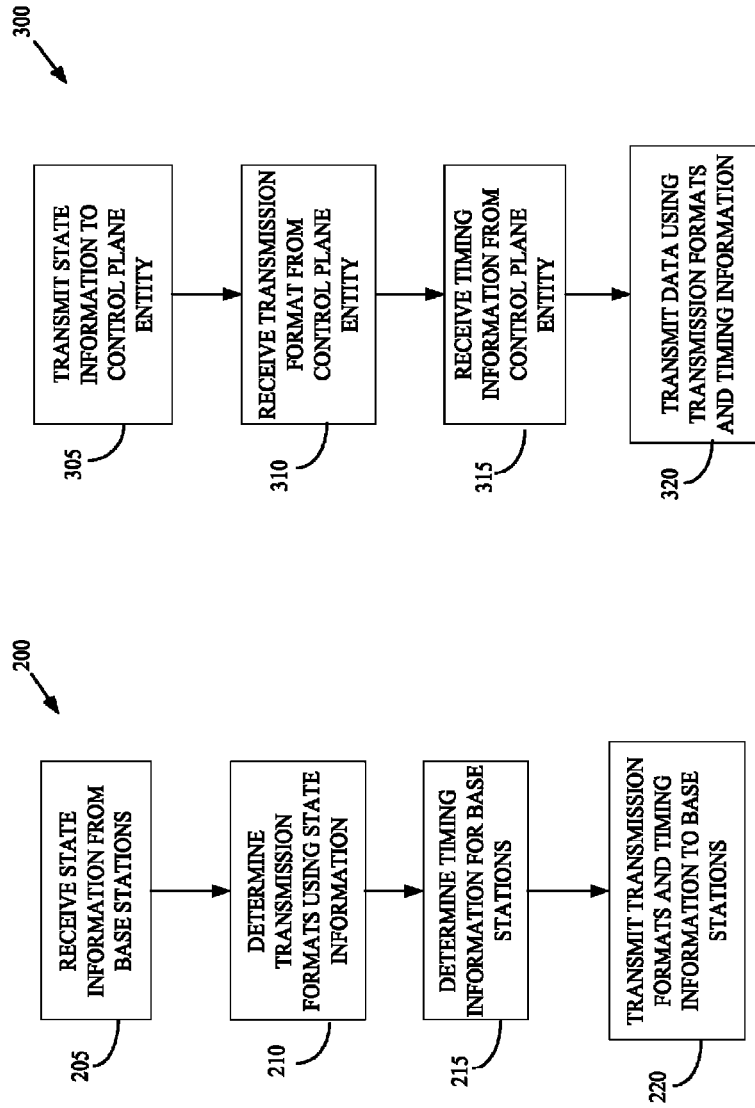 200
RECEIVE STATE
INFORMATION FROM
BASE STATIONS
205
DETERMINE
TRANSMISSION
FORMATS USING STATE
INFORMATION
210
DETERMINE TIMING
INFORMATION FOR BASE
STATIONS
215
TRANSMIT TRANSMISSION
FORMATS AND TIMING
INFORMATION TO BASE
STATIONS
220
300
TRANSMIT STATE
INFORMATION TO
CONTROL PLANE
ENTITY
305
RECEIVE TRANSMISSION
FORMAT FROM
CONTROL PLANE
ENTITY
310
RECEIVE TIMING
INFORMATION FROM
CONTROL PLANE
ENTITY
315
TRANSMIT DATA USING
TRANSMISSION FORMATS
AND TIMING INFORMATION
320